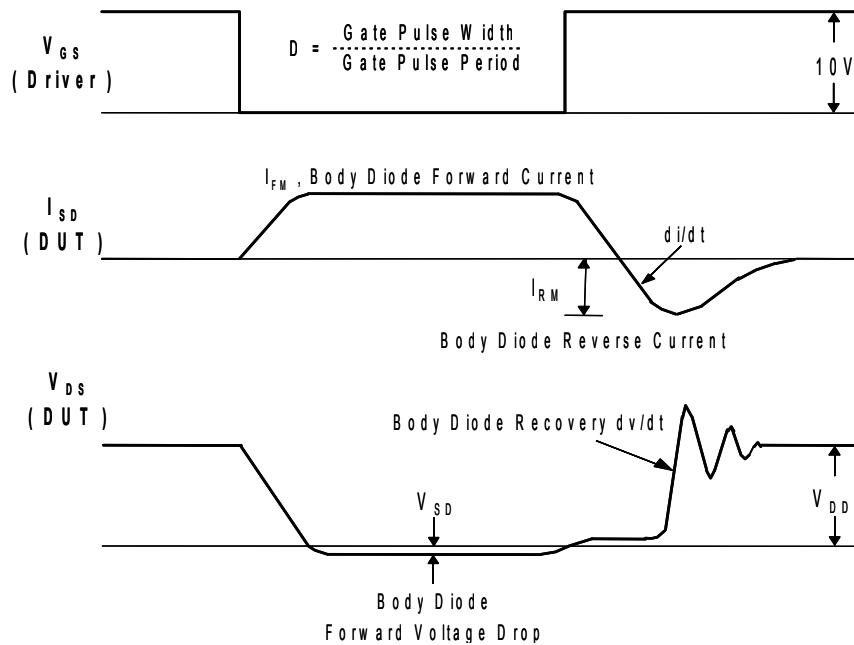 V GS
(Driver)
D = Gate Pulse Width
Gate Pulse Period
10V
I SD
(DUT)
I FM , Body Diode Forward Current
di/dt
I RM
Body Diode Reverse Current
V DS
(DUT)
Body Diode Recovery dv/dt
V SD
V DD
Body Diode
Forward Voltage Drop